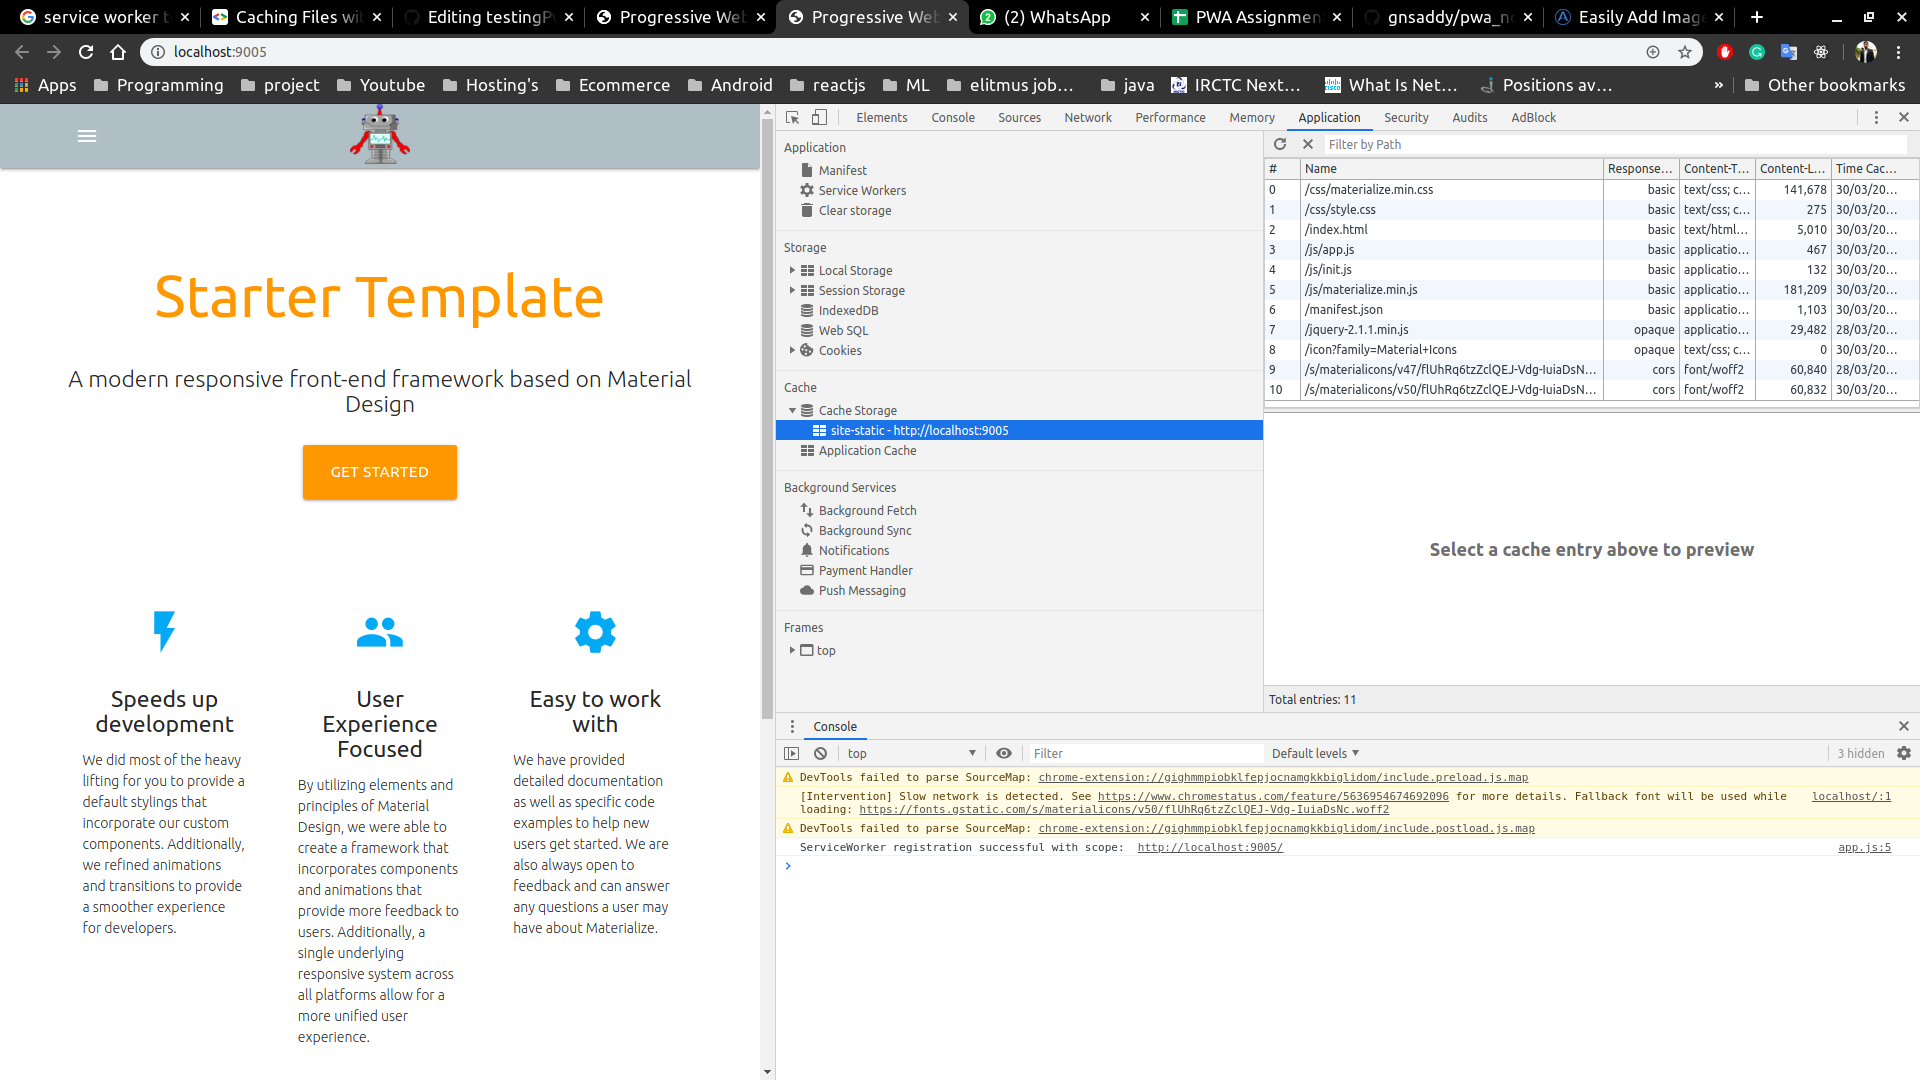 service worker t
Caching Files wi
Editing testingP
Progressive Web
Progressive Web
(2) WhatsApp
PWA Assignment
gnsaddy/pwa_n
Easily Add Image
localhost:9005
Apps
Programming
project
Youtube
Hosting's
Ecommerce
Android
reactjs
ML
elitmus job…
java
IRCTC Next…
What Is Net…
Positions av…
»
Other bookmarks
Starter Template
A modern responsive front-end framework based on Material
Design
GET STARTED
Speeds up
development
We did most of the heavy
lifting for you to provide a
default stylings that
incorporate our custom
components. Additionally,
we refined animations
and transitions to provide
a smoother experience
for developers.
User
Experience
Focused
By utilizing elements and
principles of Material
Design, we were able to
create a framework that
incorporates components
and animations that
provide more feedback to
users. Additionally, a
single underlying
responsive system across
all platforms allow for a
more unified user
experience.
Easy to work
with
We have provided
detailed documentation
as well as specific code
examples to help new
users get started. We are
also always open to
feedback and can answer
any questions a user may
have about Materialize.
Elements Console Sources Network Performance Memory Application Security Audits AdBlock
Application
Manifest
Service Workers
Clear storage
Storage
Local Storage
Session Storage
IndexedDB
Web SQL
Cookies
Cache
Cache Storage
site-static - http://localhost:9005
Application Cache
Background Services
Background Fetch
Background Sync
Notifications
Payment Handler
Push Messaging
Frames
top
Filter by Path
# Name Response… Content-T… Content-L… Time Cac…
0 /css/materialize.min.css basic text/css; c… 141,678 30/03/20…
1 /css/style.css basic text/css; c… 275 30/03/20…
2 /index.html basic text/html… 5,010 30/03/20…
3 /js/app.js basic applicatio… 467 30/03/20…
4 /js/init.js basic applicatio… 132 30/03/20…
5 /js/materialize.min.js basic applicatio… 181,209 30/03/20…
6 /manifest.json basic applicatio… 1,103 30/03/20…
7 /jquery-2.1.1.min.js opaque applicatio… 29,482 28/03/20…
8 /icon?family=Material+Icons opaque text/css; c… 0 30/03/20…
9 /s/materialicons/v47/flUhRq6tzZclQEJ-Vdg-IuiaDsN… cors font/woff2 60,840 28/03/20…
10 /s/materialicons/v50/flUhRq6tzZclQEJ-Vdg-IuiaDsN… cors font/woff2 60,832 30/03/20…
Select a cache entry above to preview
Total entries: 11
Console
top
Filter
Default levels
3 hidden
DevTools failed to parse SourceMap: chrome-extension://gighmmpiobklfepjocnamgkkbiglidom/include.preload.js.map
[Intervention] Slow network is detected. See https://www.chromestatus.com/feature/5636954674692096 for more details. Fallback font will be used while localhost/:1
loading: https://fonts.gstatic.com/s/materialicons/v50/flUhRq6tzZclQEJ-Vdg-IuiaDsNc.woff2
DevTools failed to parse SourceMap: chrome-extension://gighmmpiobklfepjocnamgkkbiglidom/include.postload.js.map
ServiceWorker registration successful with scope: http://localhost:9005/ app.js:5